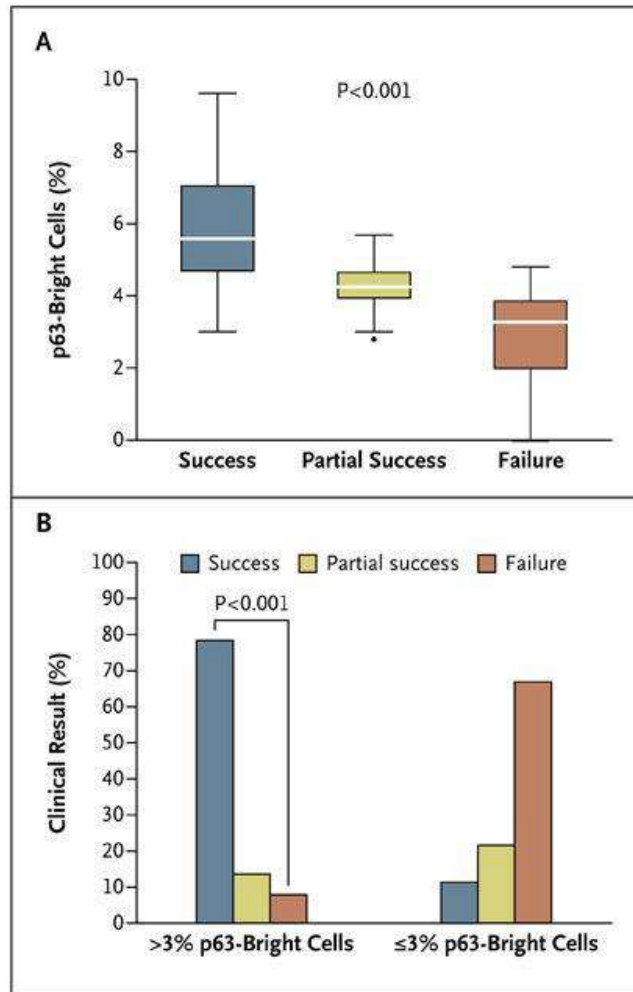 A
P<0.001
p63-Bright Cells (%)
10
8
6
4
2
0
Success Partial Success Failure
B
Success Partial success Failure
P<0.001
Clinical Result (%)
100
90
80
70
60
50
40
30
20
10
0
>3% p63-Bright Cells ≤3% p63-Bright Cells